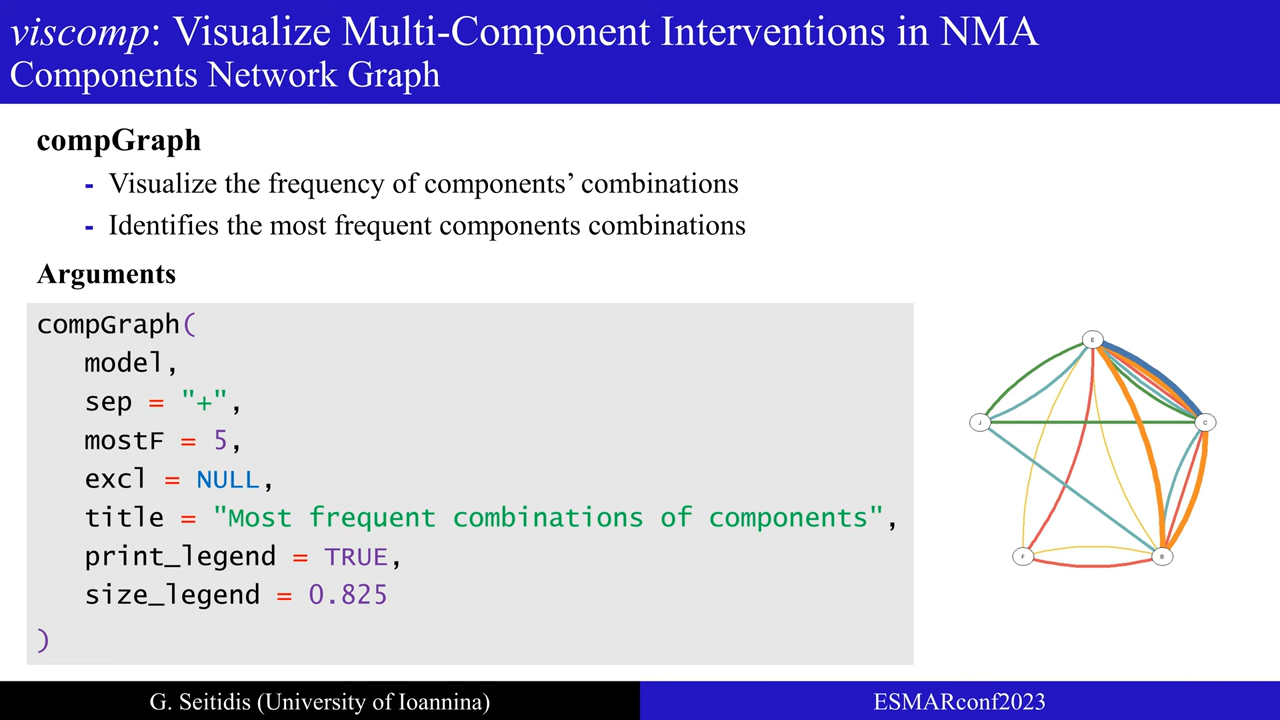 viscomp: Visualize Multi-Component Interventions in NMA
Components Network Graph
compGraph
- Visualize the frequency of components’ combinations
- Identifies the most frequent components combinations
Arguments
compGraph(
model,
sep = "+",
mostF = 5,
excl = NULL,
title = "Most frequent combinations of components",
print_legend = TRUE,
size_legend = 0.825
)
E
J
C
F
B
G. Seitidis (University of Ioannina)
ESMARconf2023